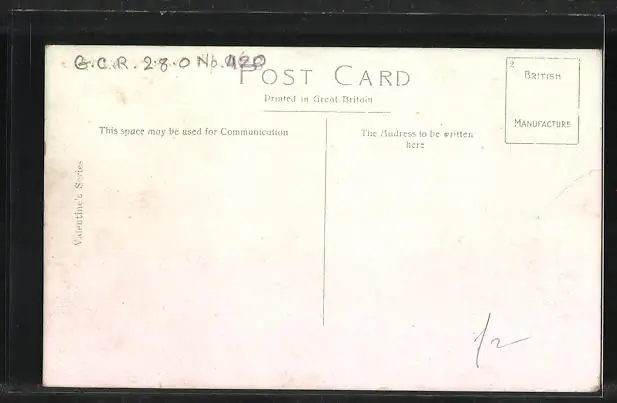 G.C.R. 2-8-0 No. 420
POST CARD
Printed in Great Britain
This space may be used for Communication
The Address to be written
here
2
BRITISH
MANUFACTURE
Valentine's Series
1/2